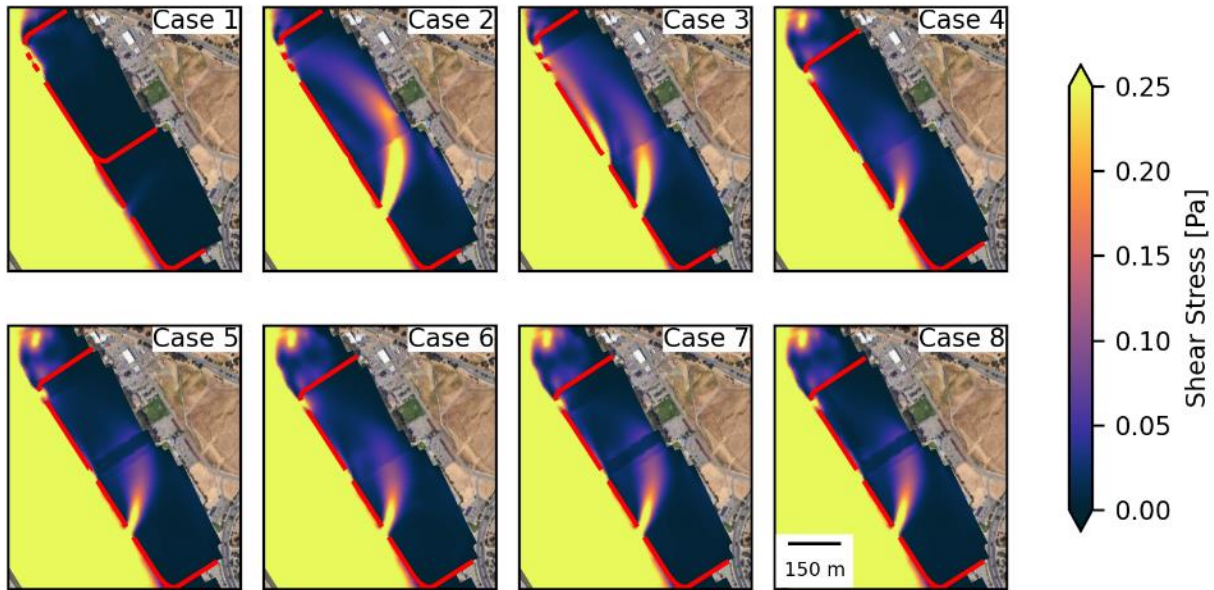 Case 1
Case 2
Case 3
Case 4
Case 5
Case 6
Case 7
Case 8
150 m
0.25
0.20
0.15
0.10
0.05
0.00
Shear Stress [Pa]